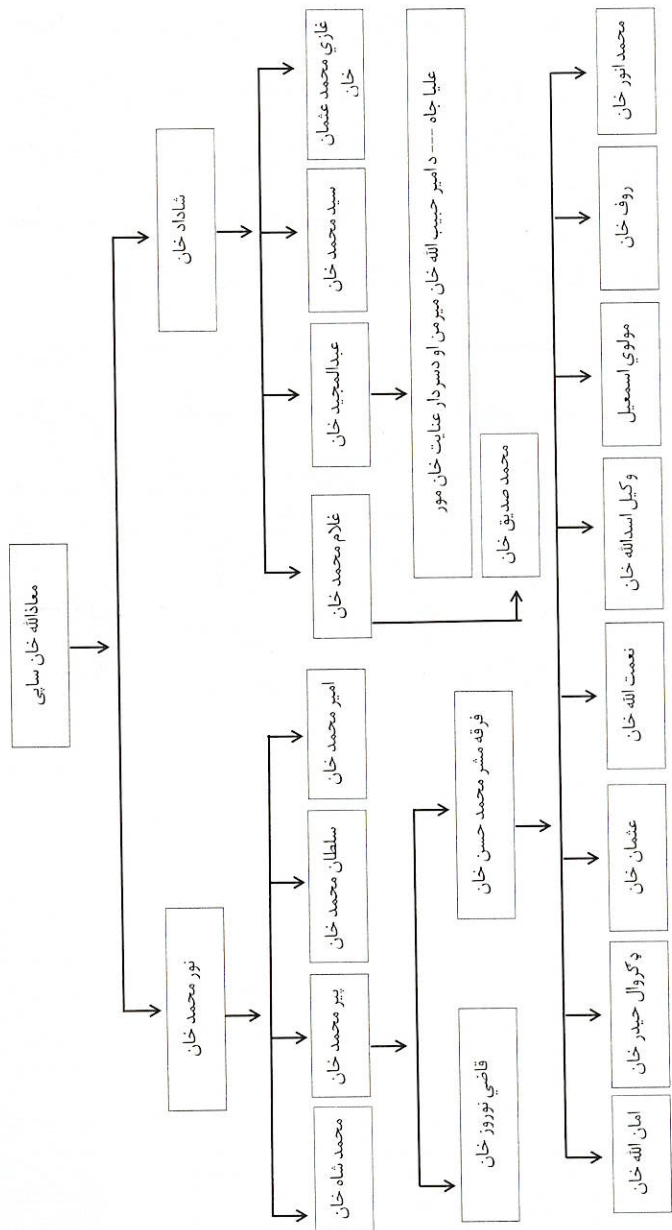 معاذالله خان ساپی
شاداد خان
نور محمد خان
غازي محمد عثمان
خان
سید محمد خان
عبدالمجید خان
غلام محمد خان
امیر محمد خان
سلطان محمد خان
پیر محمد خان
محمد شاه خان
علیا جاه ---- د امیر حبیب الله خان میرمن او دسردار عنایت خان مور
محمد صدیق خان
فرقه مشر محمد حسن خان
قاضي نوروز خان
محمد انور خان
روف خان
مولوي اسمعیل
وکیل اسدالله خان
نعمت الله خان
عثمان خان
ډګروال حیدر خان
امان الله خان